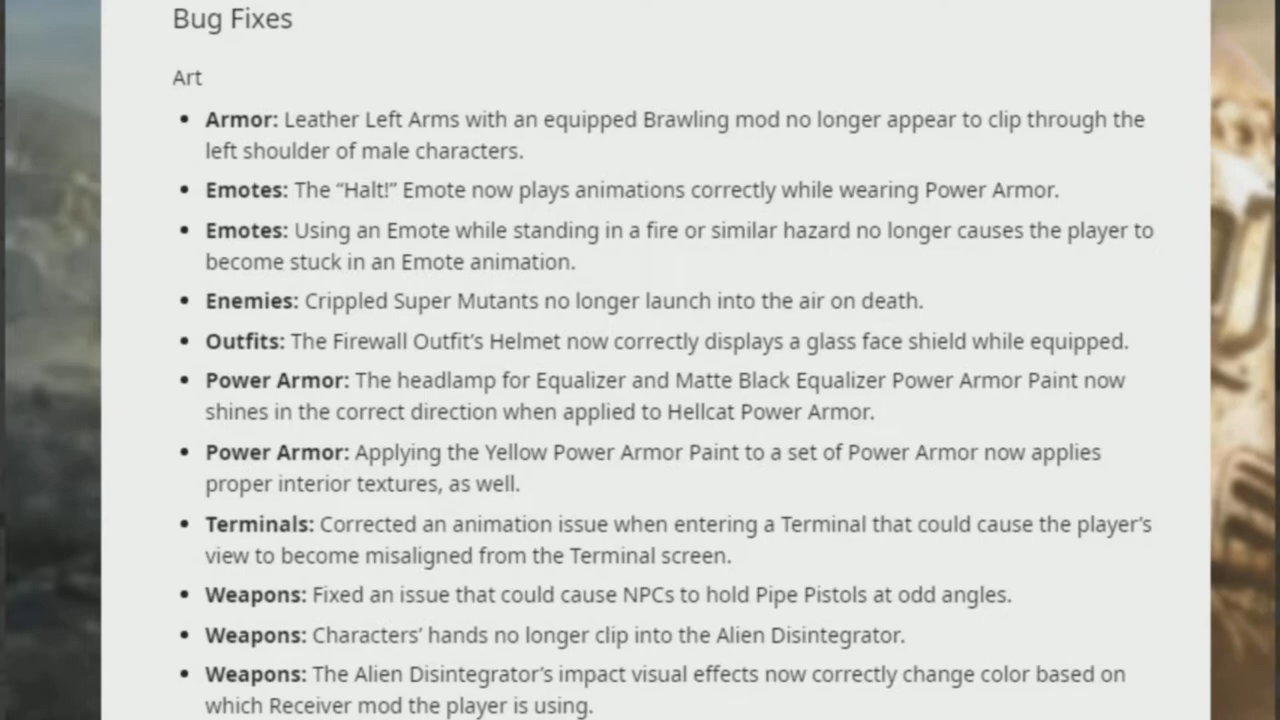 Bug Fixes
Art
• Armor: Leather Left Arms with an equipped Brawling mod no longer appear to clip through the
left shoulder of male characters.
• Emotes: The “Halt!” Emote now plays animations correctly while wearing Power Armor.
• Emotes: Using an Emote while standing in a fire or similar hazard no longer causes the player to
become stuck in an Emote animation.
• Enemies: Crippled Super Mutants no longer launch into the air on death.
• Outfits: The Firewall Outfit’s Helmet now correctly displays a glass face shield while equipped.
• Power Armor: The headlamp for Equalizer and Matte Black Equalizer Power Armor Paint now
shines in the correct direction when applied to Hellcat Power Armor.
• Power Armor: Applying the Yellow Power Armor Paint to a set of Power Armor now applies
proper interior textures, as well.
• Terminals: Corrected an animation issue when entering a Terminal that could cause the player’s
view to become misaligned from the Terminal screen.
• Weapons: Fixed an issue that could cause NPCs to hold Pipe Pistols at odd angles.
• Weapons: Characters’ hands no longer clip into the Alien Disintegrator.
• Weapons: The Alien Disintegrator’s impact visual effects now correctly change color based on
which Receiver mod the player is using.